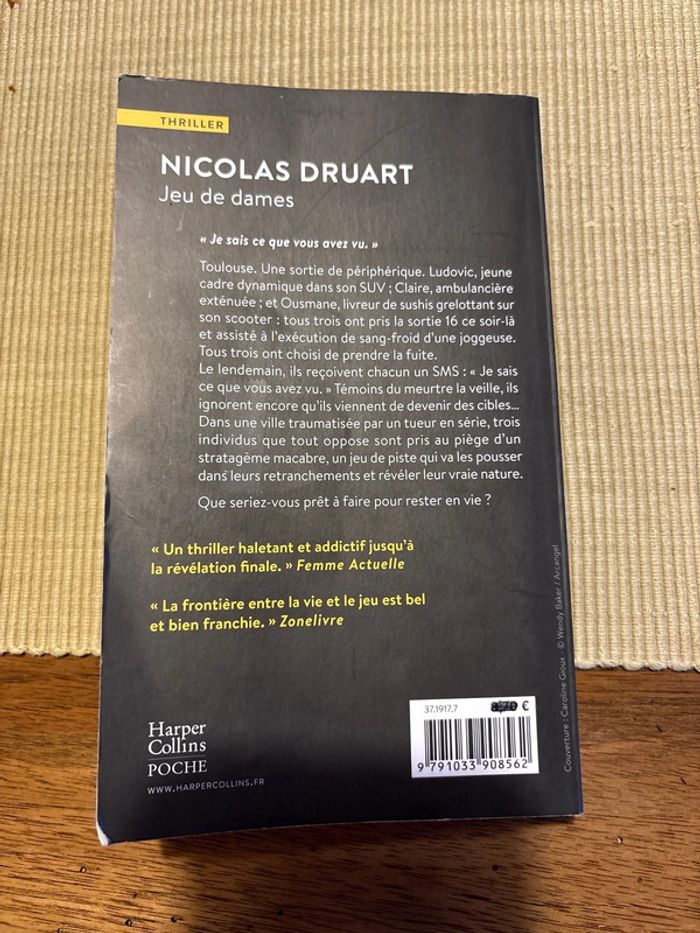 THRILLER
NICOLAS DRUART
Jeu de dames
« Je sais ce que vous avez vu. »
Toulouse. Une sortie de périphérique. Ludovic, jeune
cadre dynamique dans son SUV ; Claire, ambulancière
exténuée ; et Ousmane, livreur de sushis grelottant sur
son scooter : tous trois ont pris la sortie 16 ce soir-là
et assisté à l'exécution de sang-froid d'une joggeuse.
Tous trois ont choisi de prendre la fuite.
Le lendemain, ils reçoivent chacun un SMS : « Je sais
ce que vous avez vu. » Témoins du meurtre la veille, ils
ignorent encore qu'ils viennent de devenir des cibles...
Dans une ville traumatisée par un tueur en série, trois
individus que tout oppose sont pris au piège d'un
stratagème macabre, un jeu de piste qui va les pousser
dans leurs retranchements et révéler leur vraie nature.
Que seriez-vous prêt à faire pour rester en vie ?
« Un thriller haletant et addictif jusqu'à
la révélation finale. » Femme Actuelle
« La frontière entre la vie et le jeu est bel
et bien franchie. » Zonelivre
Harper
Collins
POCHE
WWW.HARPERCOLLINS.FR
37.1917.7
8,70 €
9 791033 908562
Couverture : Caroline Gioux - © Wendy Baker / Arcangel